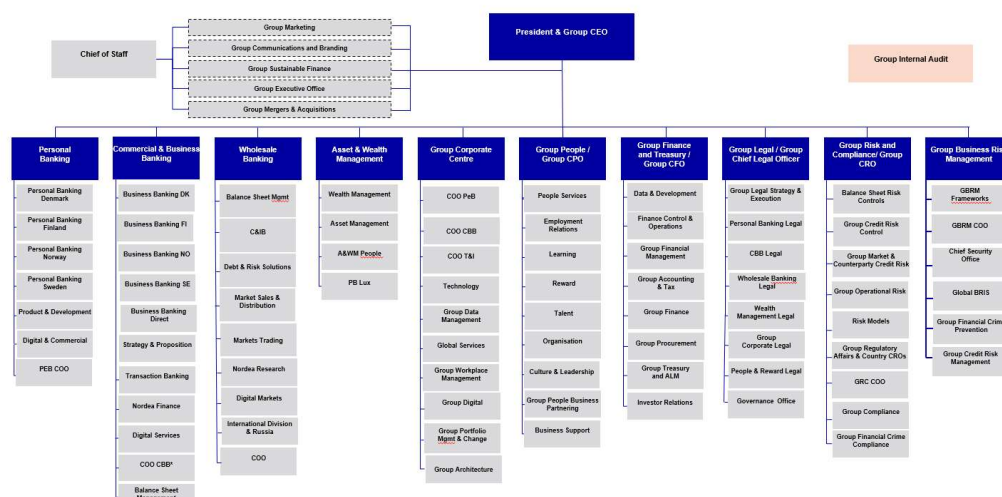 Group Marketing
Group Communications and Branding
Group Sustainable Finance
Group Executive Office
Group Mergers & Acquisitions
Chief of Staff
President & Group CEO
Group Internal Audit
Personal
Banking
Personal Banking
Denmark
Personal Banking
Finland
Personal Banking
Norway
Personal Banking
Sweden
Product & Development
Digital & Commercial
PEB COO
Commercial & Business
Banking
Business Banking DK
Business Banking FI
Business Banking NO
Business Banking SE
Business Banking
Direct
Strategy & Proposition
Transaction Banking
Nordea Finance
Digital Services
COO CBB*
Balance Sheet
Management
Wholesale
Banking
Balance Sheet Mgmt
C&IB
Debt & Risk Solutions
Market Sales &
Distribution
Markets Trading
Nordea Research
Digital Markets
International Division
& Russia
COO
Asset & Wealth
Management
Wealth Management
Asset Management
A&WM People
PB Lux
Group Corporate
Centre
COO PeB
COO CBB
COO T&I
Technology
Group Data
Management
Global Services
Group Workplace
Management
Group Digital
Group Portfolio
Mgmt & Change
Group Architecture
Group People /
Group CPO
People Services
Employment
Relations
Learning
Reward
Talent
Organisation
Culture & Leadership
Group People Business
Partnering
Business Support
Group Finance
and Treasury /
Group CFO
Data & Development
Finance Control &
Operations
Group Financial
Management
Group Accounting
& Tax
Group Finance
Group Procurement
Group Treasury
and ALM
Investor Relations
Group Legal / Group
Chief Legal Officer
Group Legal Strategy &
Execution
Personal Banking Legal
CBB Legal
Wholesale Banking
Legal
Wealth
Management Legal
Group
Corporate Legal
People & Reward Legal
Governance Office
Group Risk and
Compliance/ Group
CRO
Balance Sheet Risk
Controls
Group Credit Risk
Control
Group Market &
Counterparty Credit Risk
Group Operational Risk
Risk Models
Group Regulatory
Affairs & Country CROs
GRC COO
Group Compliance
Group Financial Crime
Compliance
Group Business Risk
Management
GBRM
Frameworks
GBRM COO
Chief Security
Office
Global BRIS
Group Financial Crime
Prevention
Group Credit Risk
Management